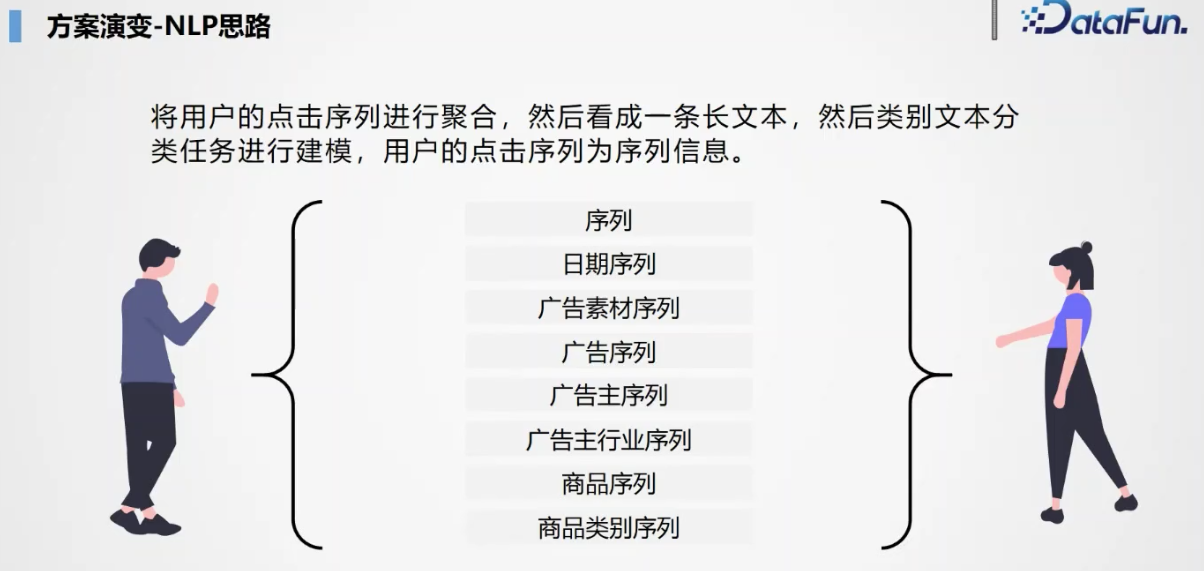 方案演变-NLP思路
DataFun.
将用户的点击序列进行聚合，然后看成一条长文本，然后类别文本分
类任务进行建模，用户的点击序列为序列信息。
序列
日期序列
广告素材序列
广告序列
广告主序列
广告主行业序列
商品序列
商品类别序列